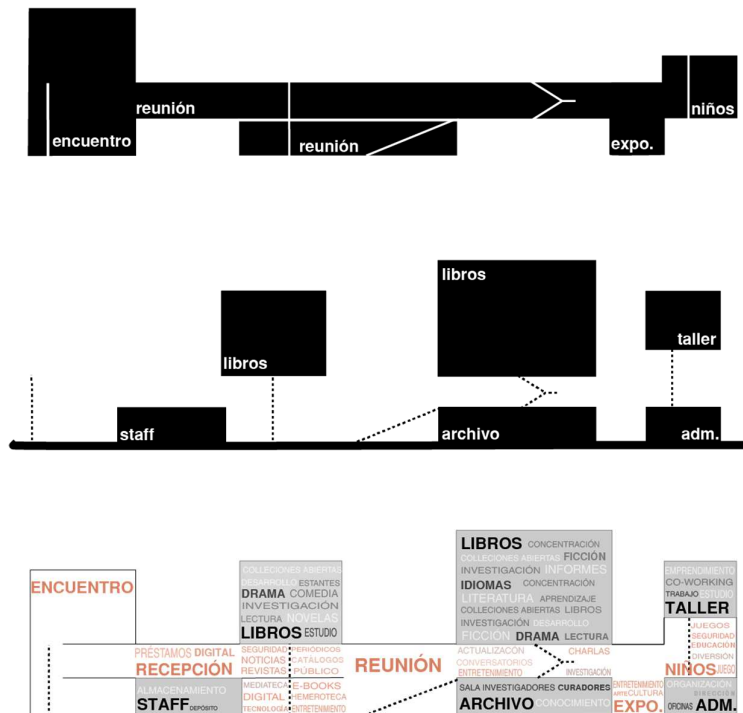 reunión
encuentro
reunión
expo.
niños
libros
libros
taller
staff
archivo
adm.
ENCUENTRO
COLLECIONES ABIERTAS
DESARROLLO ESTANTES
DRAMA COMEDIA
INVESTIGACIÓN
LECTURA NOVELAS
LIBROS ESTUDIO
LIBROS CONCENTRACIÓN
COLLECIONES ABIERTAS FICCIÓN
INVESTIGACIÓN INFORMES
IDIOMAS CONCENTRACIÓN
LITERATURA APRENDIZAJE
COLLECIONES ABIERTAS LIBROS
INVESTIGACIÓN DESARROLLO
FICCIÓN DRAMA LECTURA
EMPRENDIMIENTO
CO-WORKING
TRABAJO ESTUDIO
TALLER
PRÉSTAMOS DIGITAL
RECEPCIÓN
SEGURIDAD PERIÓDICOS
NOTICIAS CATÁLOGOS
REVISTAS PÚBLICO
REUNIÓN
ACTUALIZACIÓN CHARLAS
CONVERSATORIOS
ENTRETENIMIENTO INVESTIGACIÓN
JUEGOS
SEGURIDAD
EDUCACIÓN
DIVERSIÓN
NIÑOS JUEGO
ALMACENAMIENTO
STAFF DEPÓSITO
MEDIATECA E-BOOKS
DIGITAL HEMEROTECA
TECNOLOGÍA ENTRETENIMIENTO
SALA INVESTIGADORES CURADORES
ARCHIVO CONOCIMIENTO
ENTRETENIMIENTO
ARTE CULTURA
EXPO.
ORGANIZACIÓN
DIRECCIÓN
OFICINAS ADM.